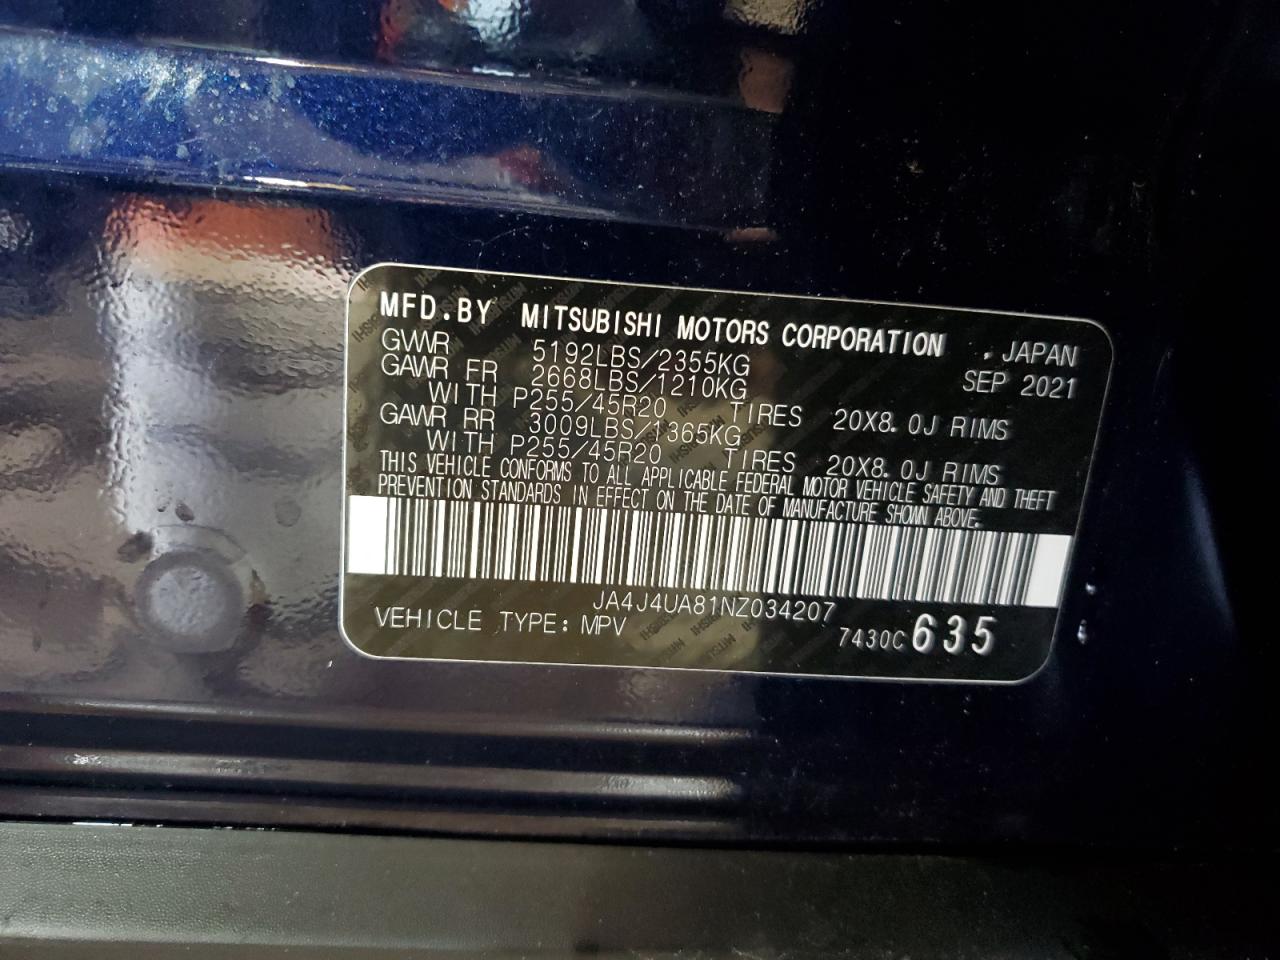 MFD.BY MITSUBISHI MOTORS CORPORATION . JAPAN
GVWR 5192LBS/2355KG SEP 2021
GAWR FR 2668LBS/1210KG
WITH P255/45R20 TIRES 20X8.0J RIMS
GAWR RR 3009LBS/1365KG
WITH P255/45R20 TIRES 20X8.0J RIMS
THIS VEHICLE CONFORMS TO ALL APPLICABLE FEDERAL MOTOR VEHICLE SAFETY AND THEFT
PREVENTION STANDARDS IN EFFECT ON THE DATE OF MANUFACTURE SHOWN ABOVE.
JA4J4UA81NZ034207
VEHICLE TYPE: MPV 7430C 635